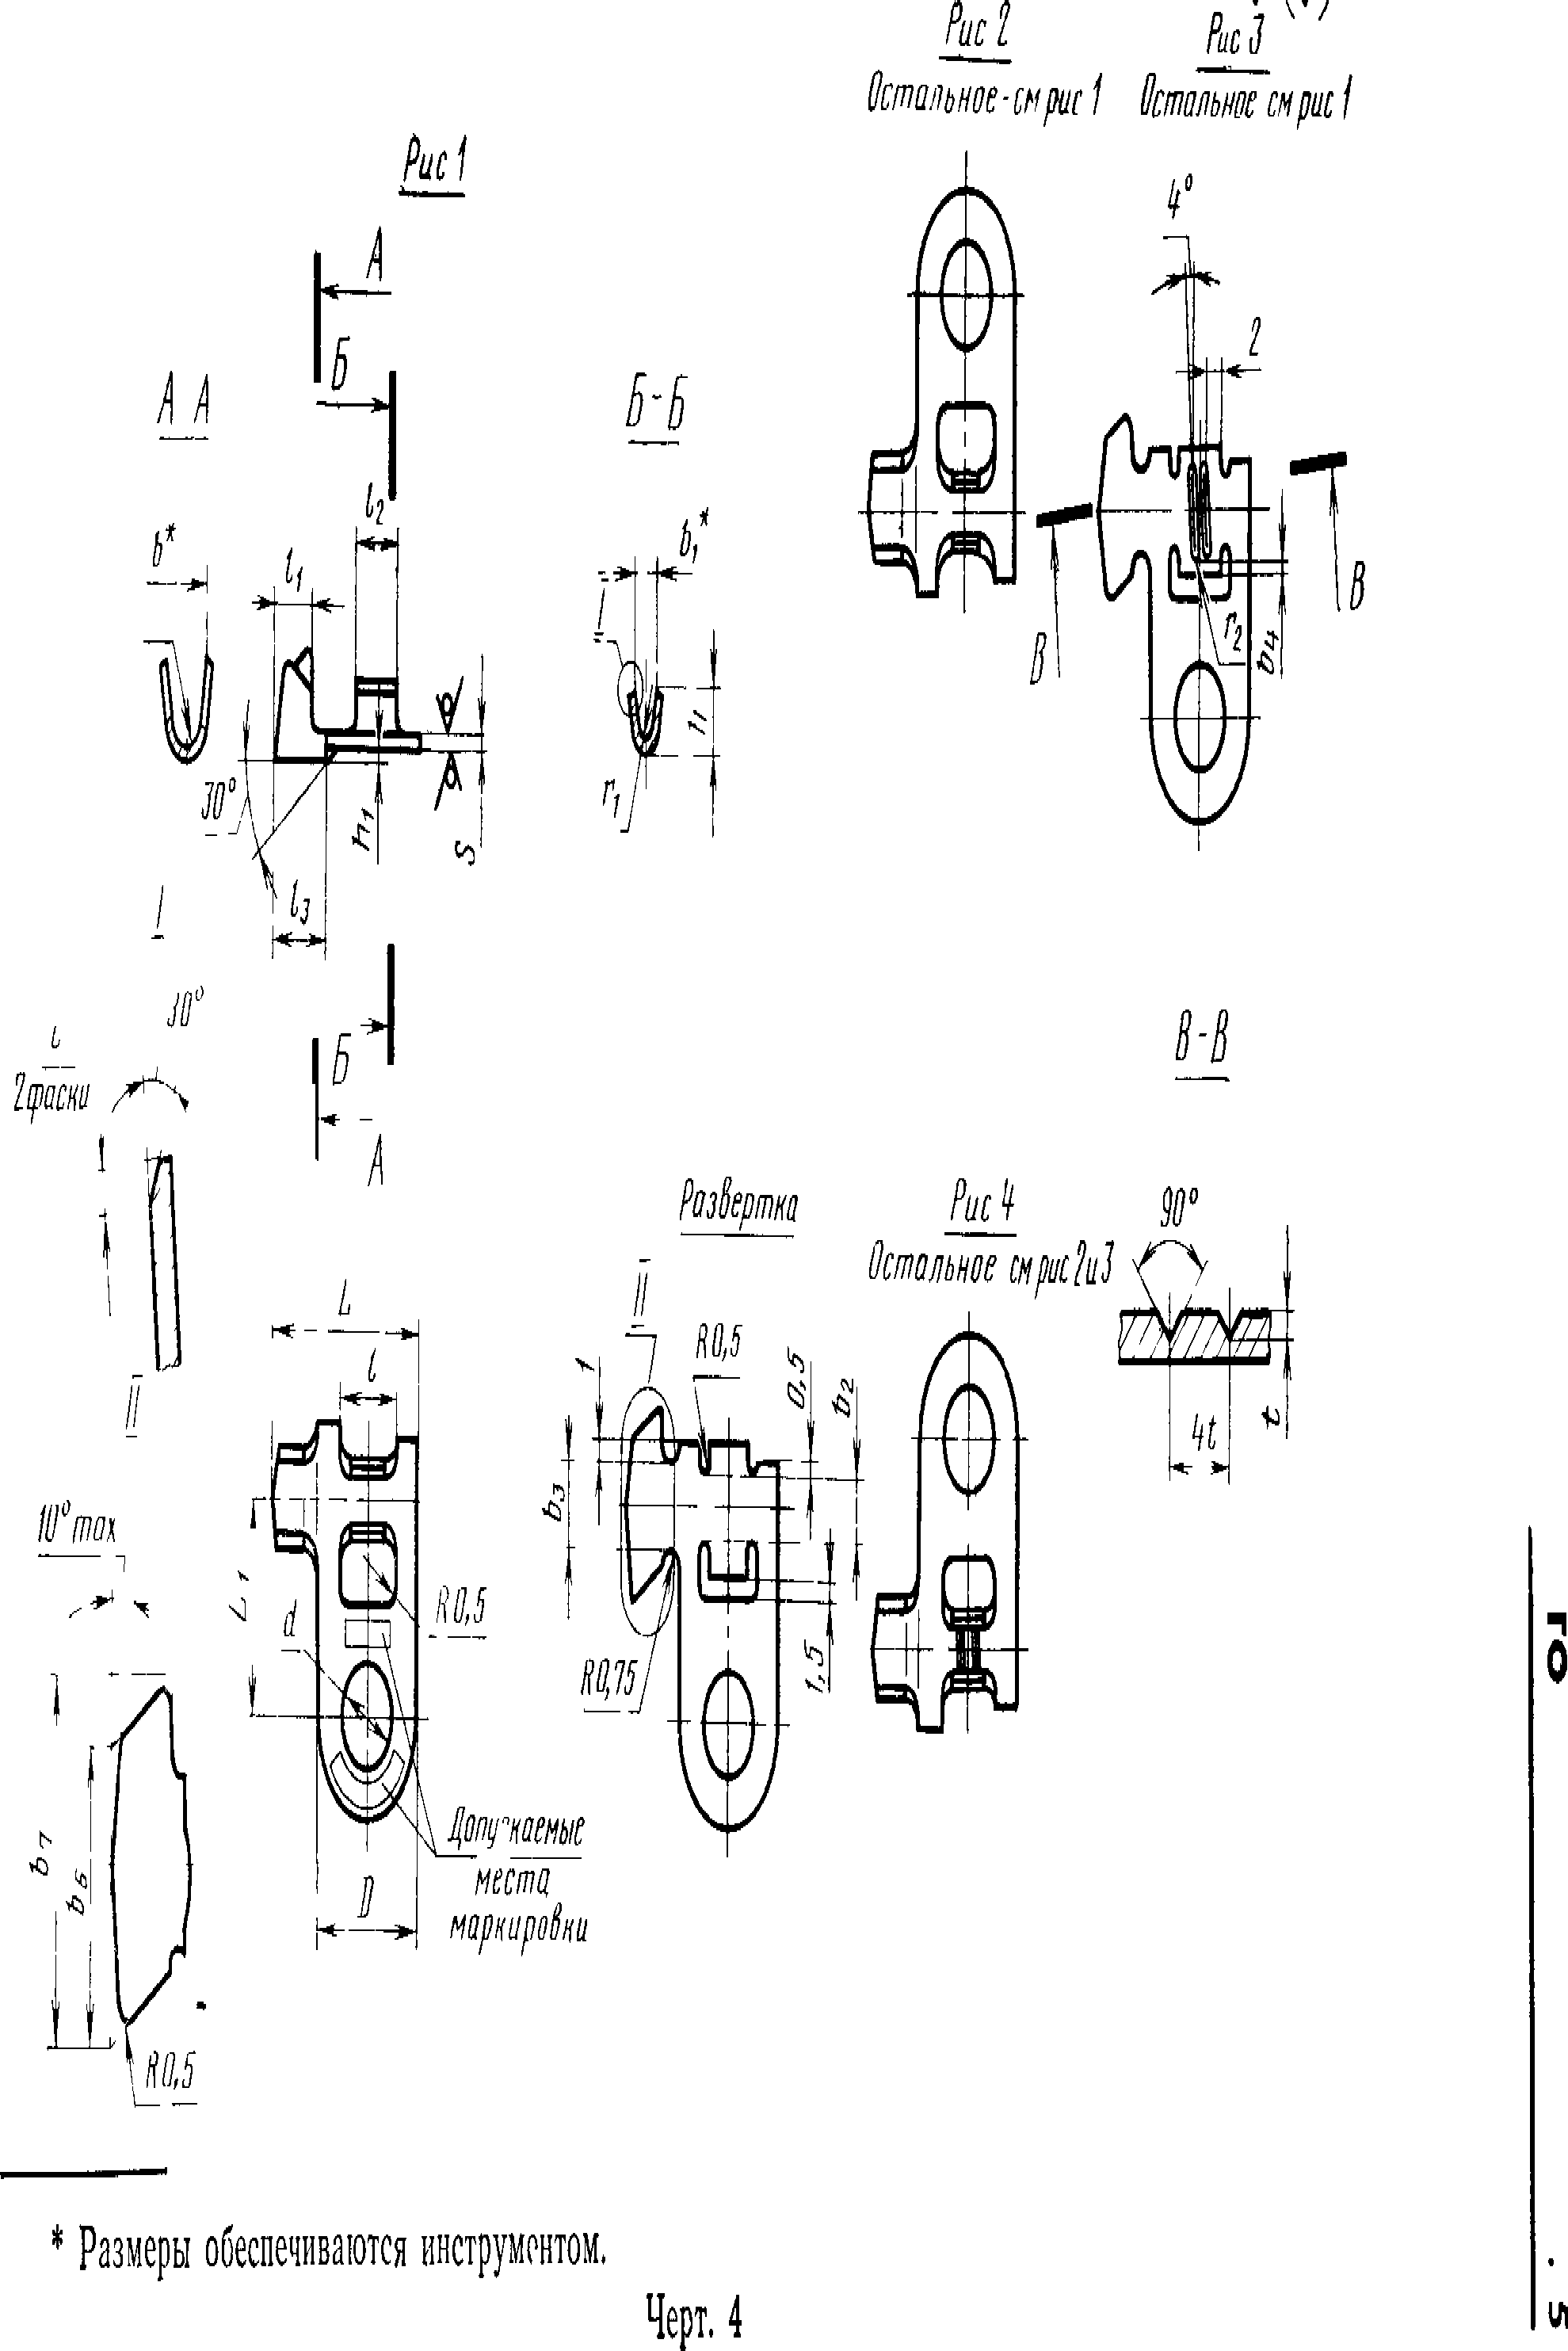 Рис 2
Рис 3
Остальное - см рис 1
Остальное см рис 1
Рис 1
4°
А
2
Б
А А
Б-Б
l2
b*
l1
b1*
В
В
r2
b4
30°
h1
S
r1
h
l3
I
30°
2 фаски
Б
А
В-В
Развертка
Рис 4
Остальное см рис 2 и 3
90°
L
II
R0,5
1
0,5
b2
l
II
4t
t
b3
10° max
L1
d
R0,5
R0,75
1,5
b7
b6
Допускаемые
места
маркировки
D
R0,5
* Размеры обеспечиваются инструментом.
Черт. 4